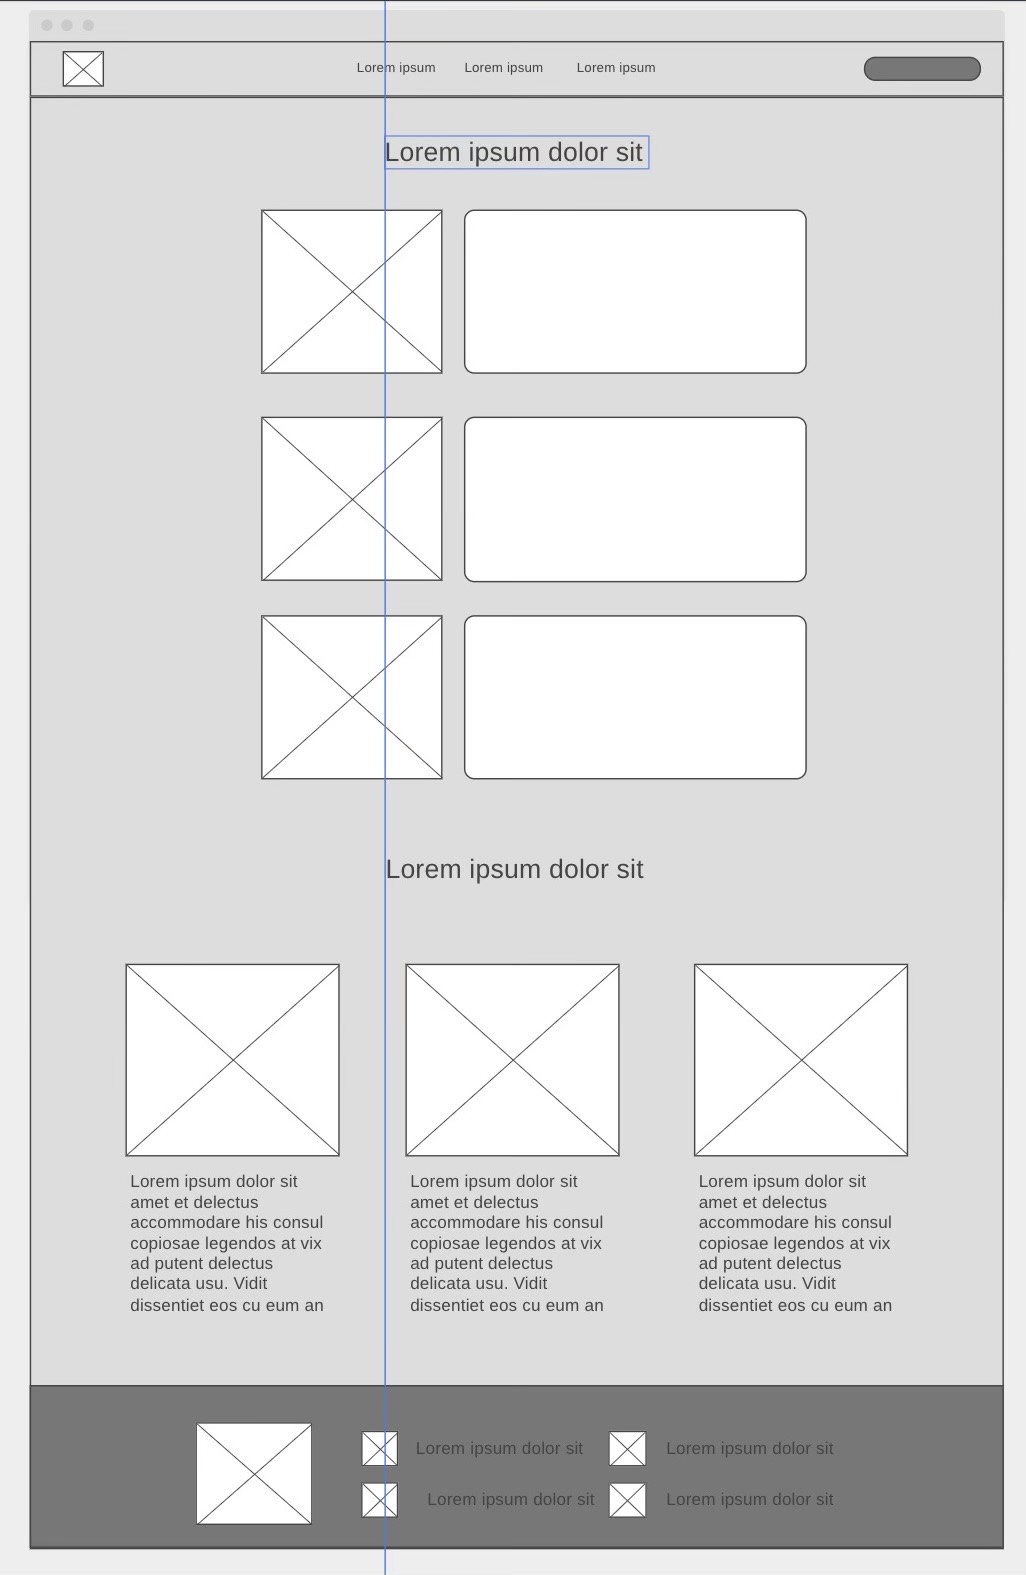 Lorem ipsum Lorem ipsum Lorem ipsum
Lorem ipsum dolor sit
Lorem ipsum dolor sit
Lorem ipsum dolor sit
amet et delectus
accommodare his consul
copiosae legendos at vix
ad putent delectus
delicata usu. Vidit
dissentiet eos cu eum an
Lorem ipsum dolor sit
amet et delectus
accommodare his consul
copiosae legendos at vix
ad putent delectus
delicata usu. Vidit
dissentiet eos cu eum an
Lorem ipsum dolor sit
amet et delectus
accommodare his consul
copiosae legendos at vix
ad putent delectus
delicata usu. Vidit
dissentiet eos cu eum an
Lorem ipsum dolor sit Lorem ipsum dolor sit
Lorem ipsum dolor sit Lorem ipsum dolor sit